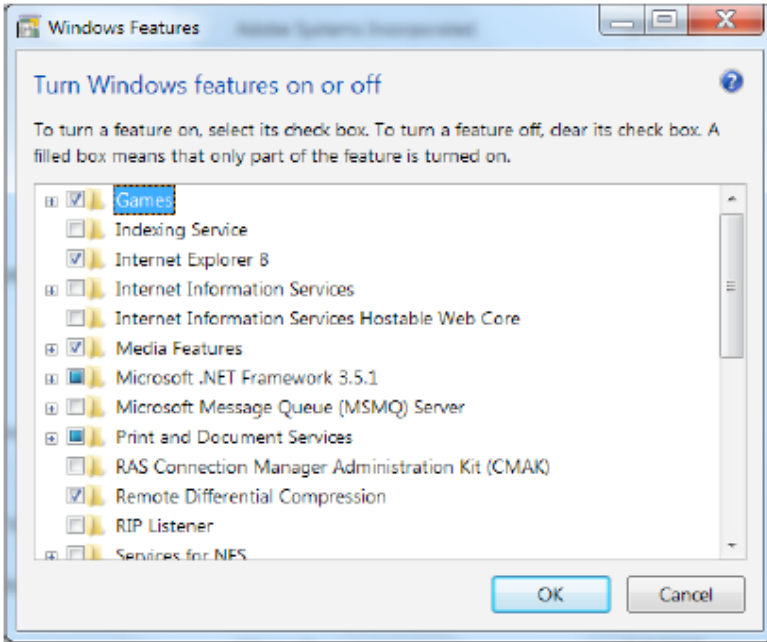 Windows Features
Turn Windows features on or off
To turn a feature on, select its check box. To turn a feature off, clear its check box. A
filled box means that only part of the feature is turned on.
Games
Indexing Service
Internet Explorer 8
Internet Information Services
Internet Information Services Hostable Web Core
Media Features
Microsoft .NET Framework 3.5.1
Microsoft Message Queue (MSMQ) Server
Print and Document Services
RAS Connection Manager Administration Kit (CMAK)
Remote Differential Compression
RIP Listener
Services for NFS
OK Cancel